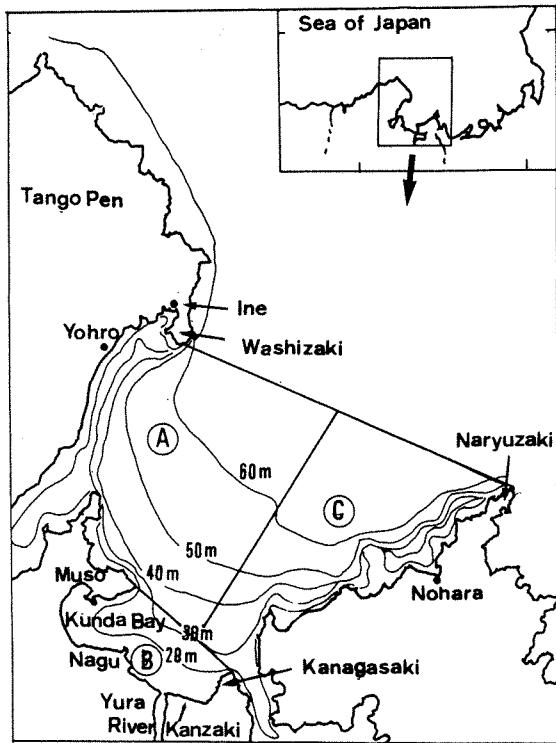 Sea of Japan
Tango Pen
Ine
Yohro
Washizaki
A
Naryuzaki
60m
C
50m
40m
Muso
Nohara
Kunda Bay
30m
Nagu
B
20m
Kanagasaki
Yura
River
Kanzaki